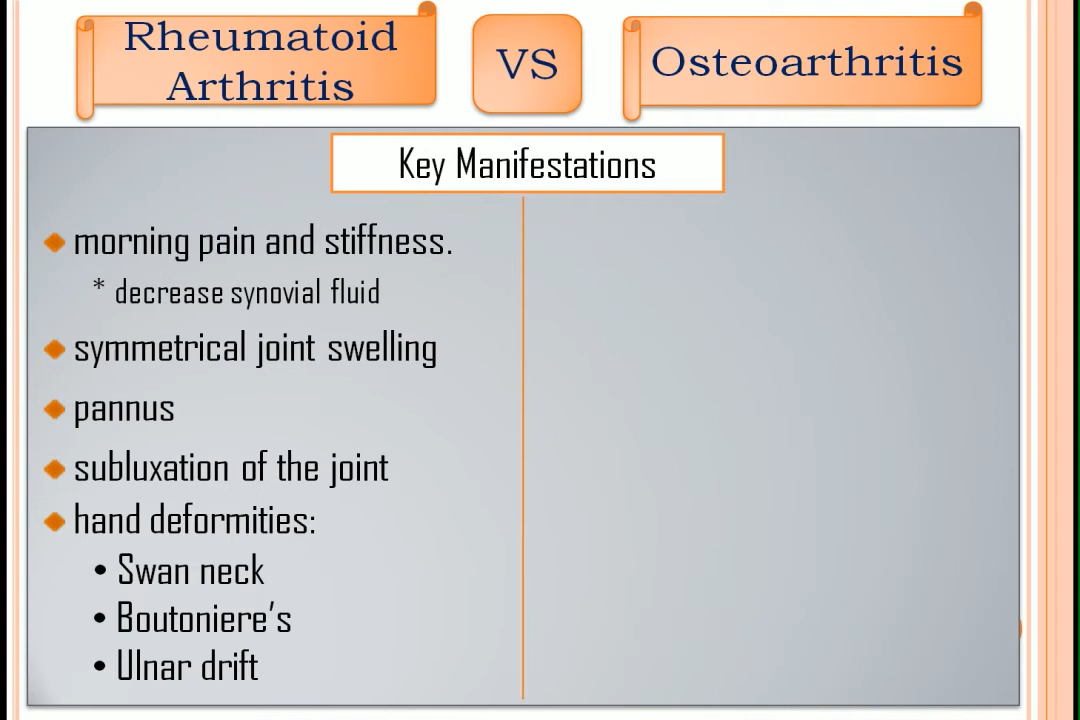 Rheumatoid
Arthritis
VS
Osteoarthritis
Key Manifestations
morning pain and stiffness.
* decrease synovial fluid
symmetrical joint swelling
pannus
subluxation of the joint
hand deformities:
• Swan neck
• Boutoniere's
• Ulnar drift